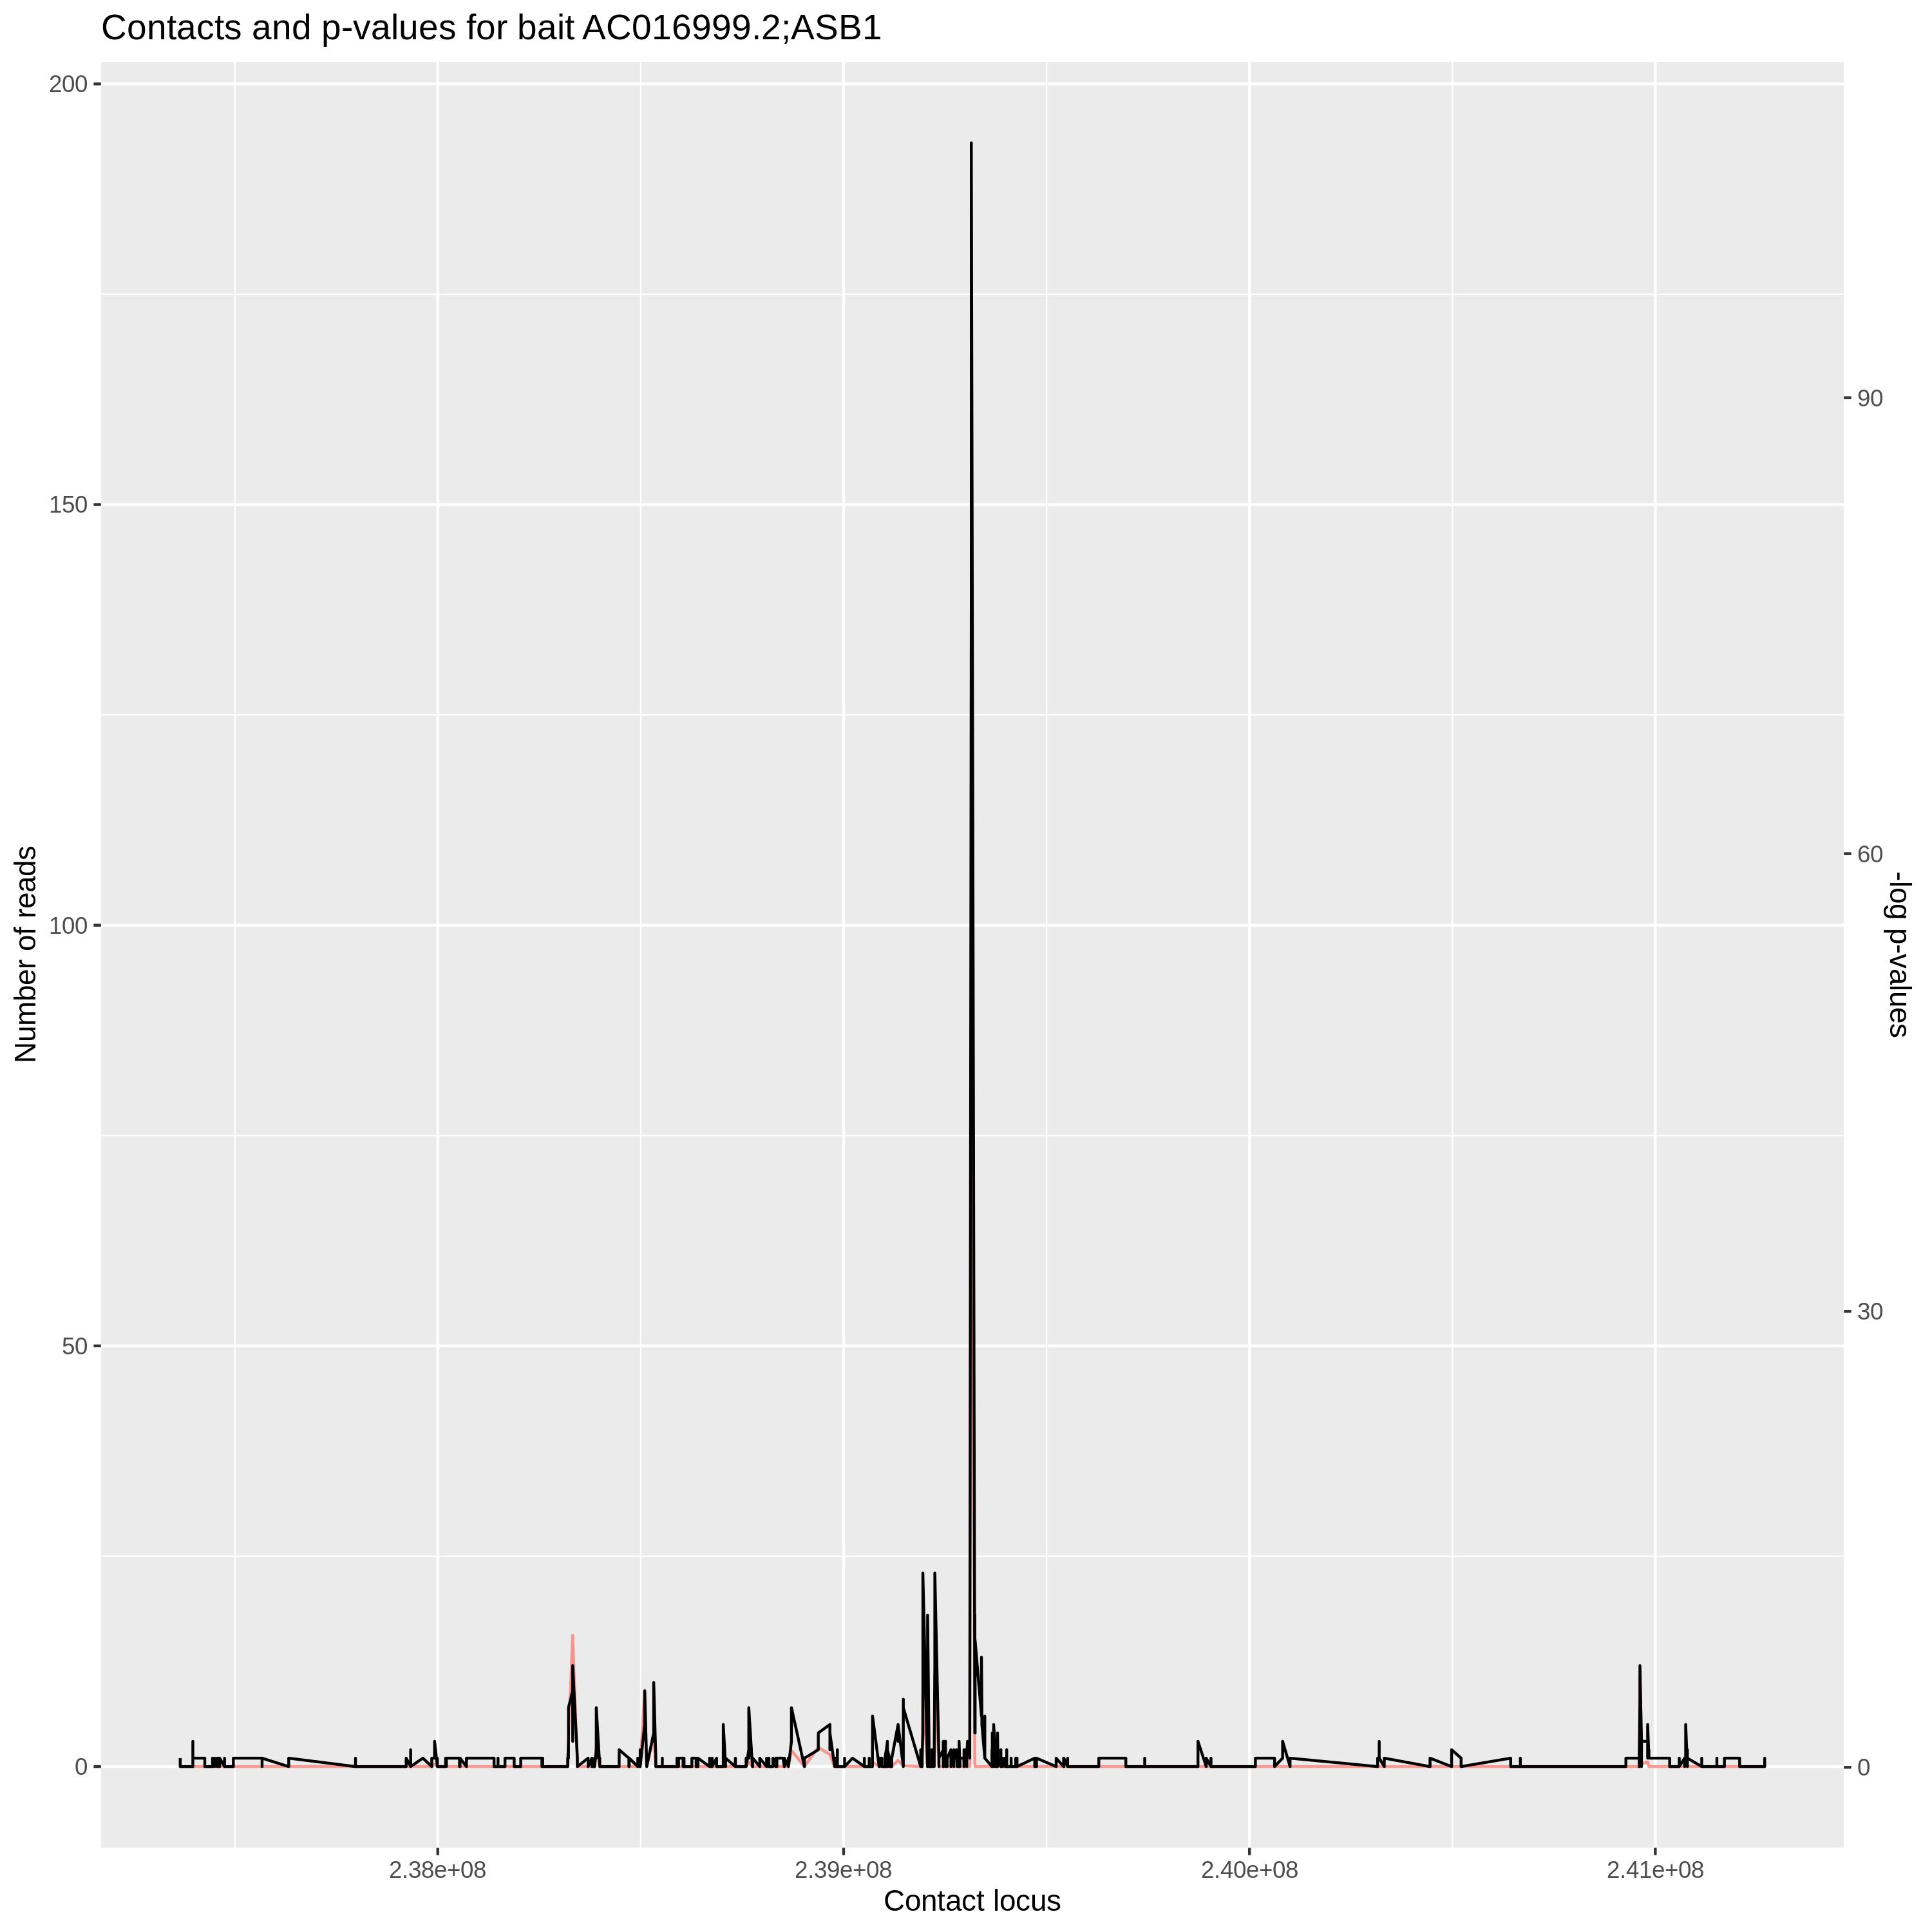 Contacts and p-values for bait AC016999.2;ASB1
200
150
100
50
0
Number of reads
90
60
30
0
-log p-values
2.38e+08
2.39e+08
2.40e+08
2.41e+08
Contact locus